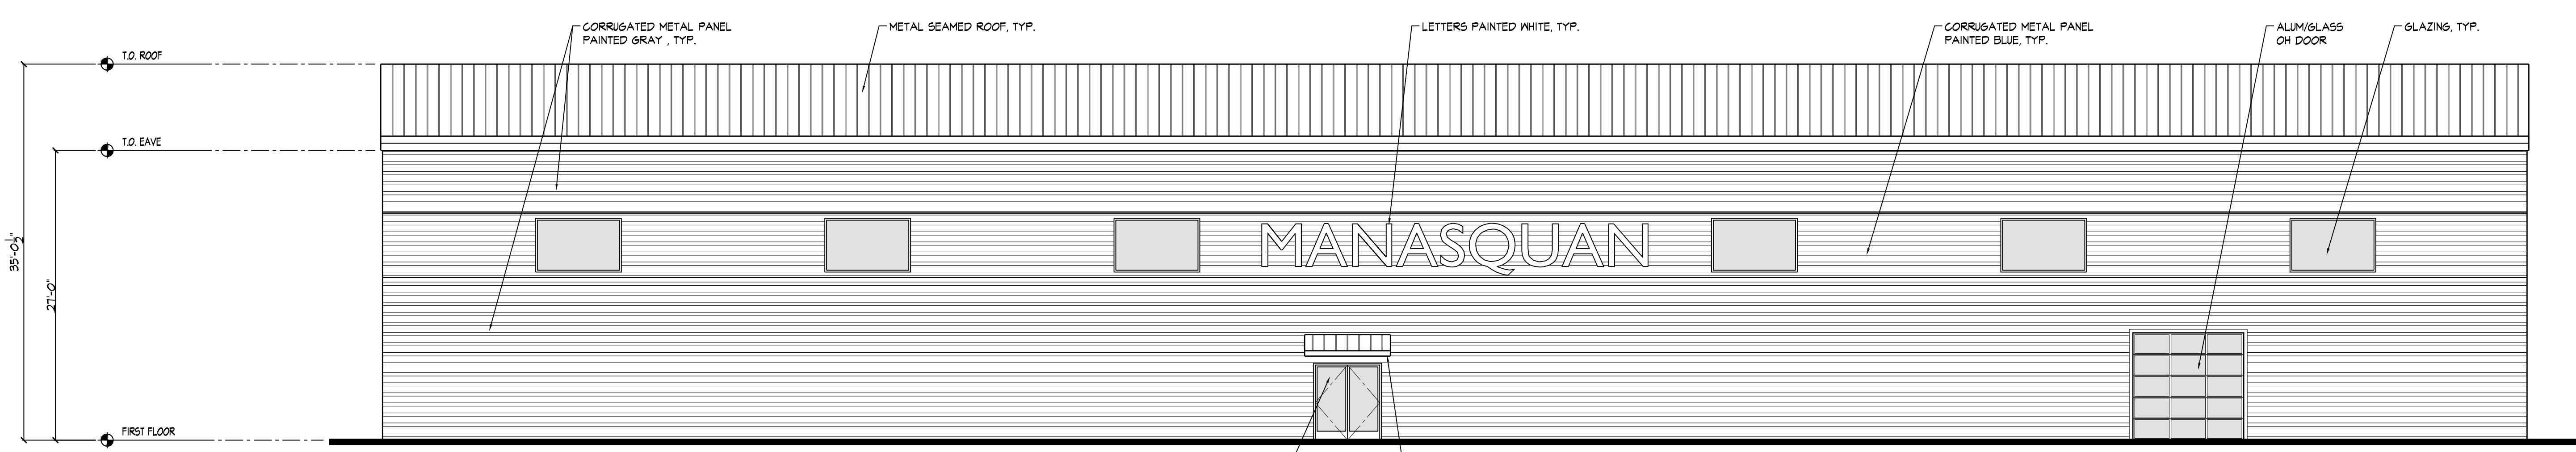 CORRUGATED METAL PANEL
PAINTED GRAY , TYP.
METAL SEAMED ROOF, TYP.
LETTERS PAINTED WHITE, TYP.
CORRUGATED METAL PANEL
PAINTED BLUE, TYP.
ALUM/GLASS
OH DOOR
GLAZING, TYP.
T.O. ROOF
T.O. EAVE
35'-0½"
27'-0"
MANASQUAN
FIRST FLOOR